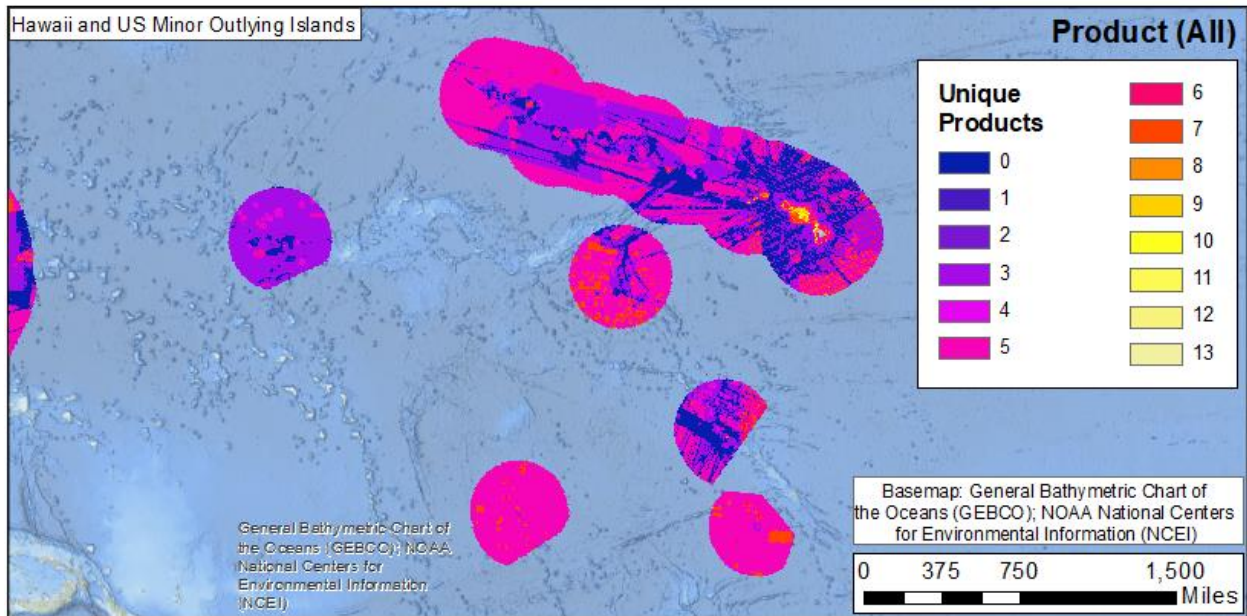 Hawaii and US Minor Outlying Islands
Product (All)
Unique
Products
0
1
2
3
4
5
6
7
8
9
10
11
12
13
General Bathymetric Chart of
the Oceans (GEBCO); NOAA
National Centers for
Environmental Information
(NCEI)
Basemap: General Bathymetric Chart of
the Oceans (GEBCO); NOAA National Centers
for Environmental Information (NCEI)
0 375 750 1,500
Miles